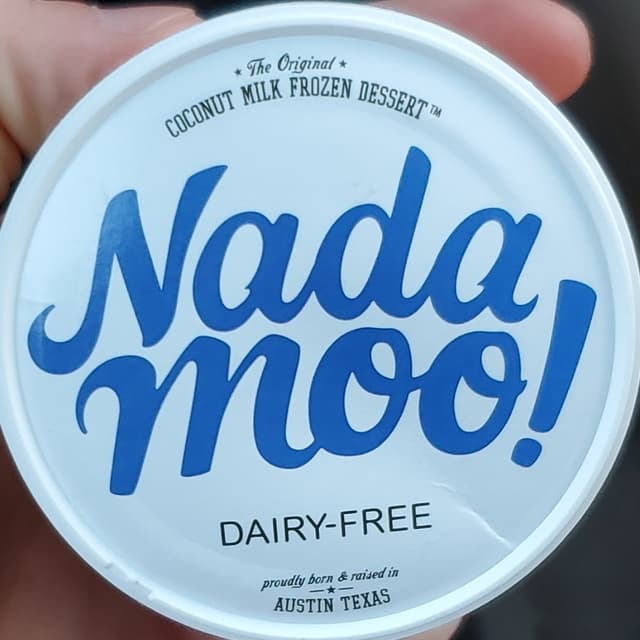 The Original
COCONUT MILK FROZEN DESSERT™
Nada
moo!
DAIRY-FREE
proudly born & raised in
AUSTIN TEXAS